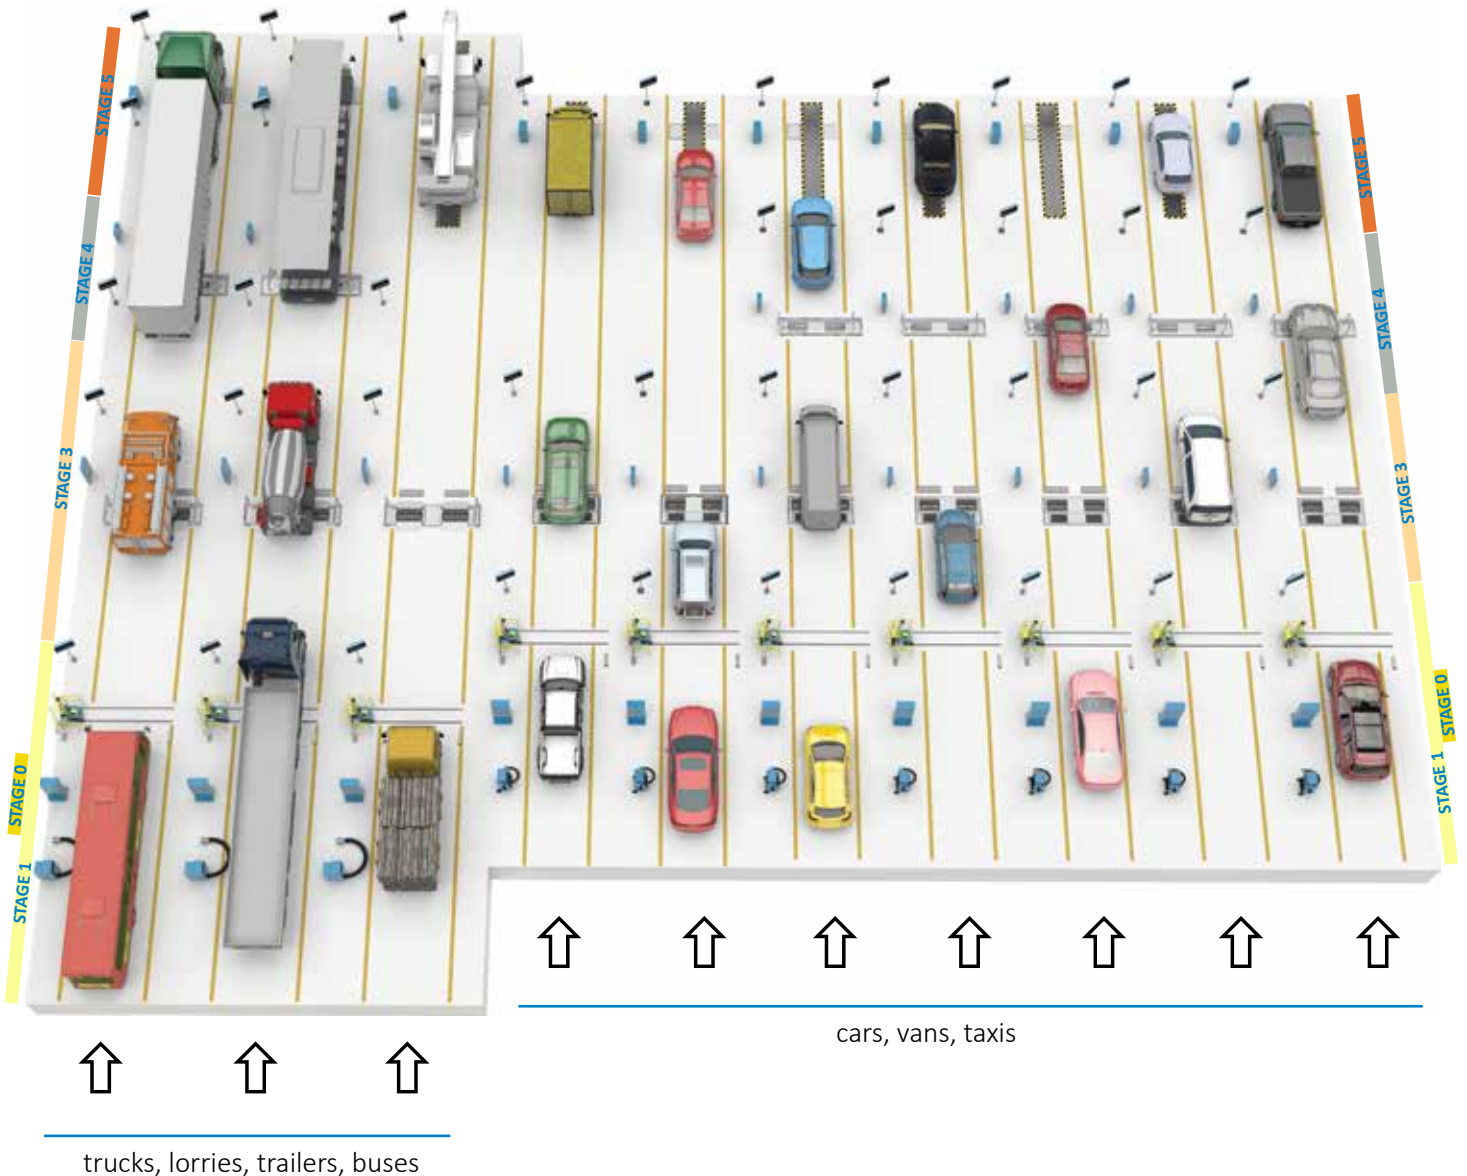 STAGE 5
STAGE 5
STAGE 4
STAGE 4
STAGE 3
STAGE 3
STAGE 0
STAGE 0
STAGE 1
STAGE 1
cars, vans, taxis
trucks, lorries, trailers, buses